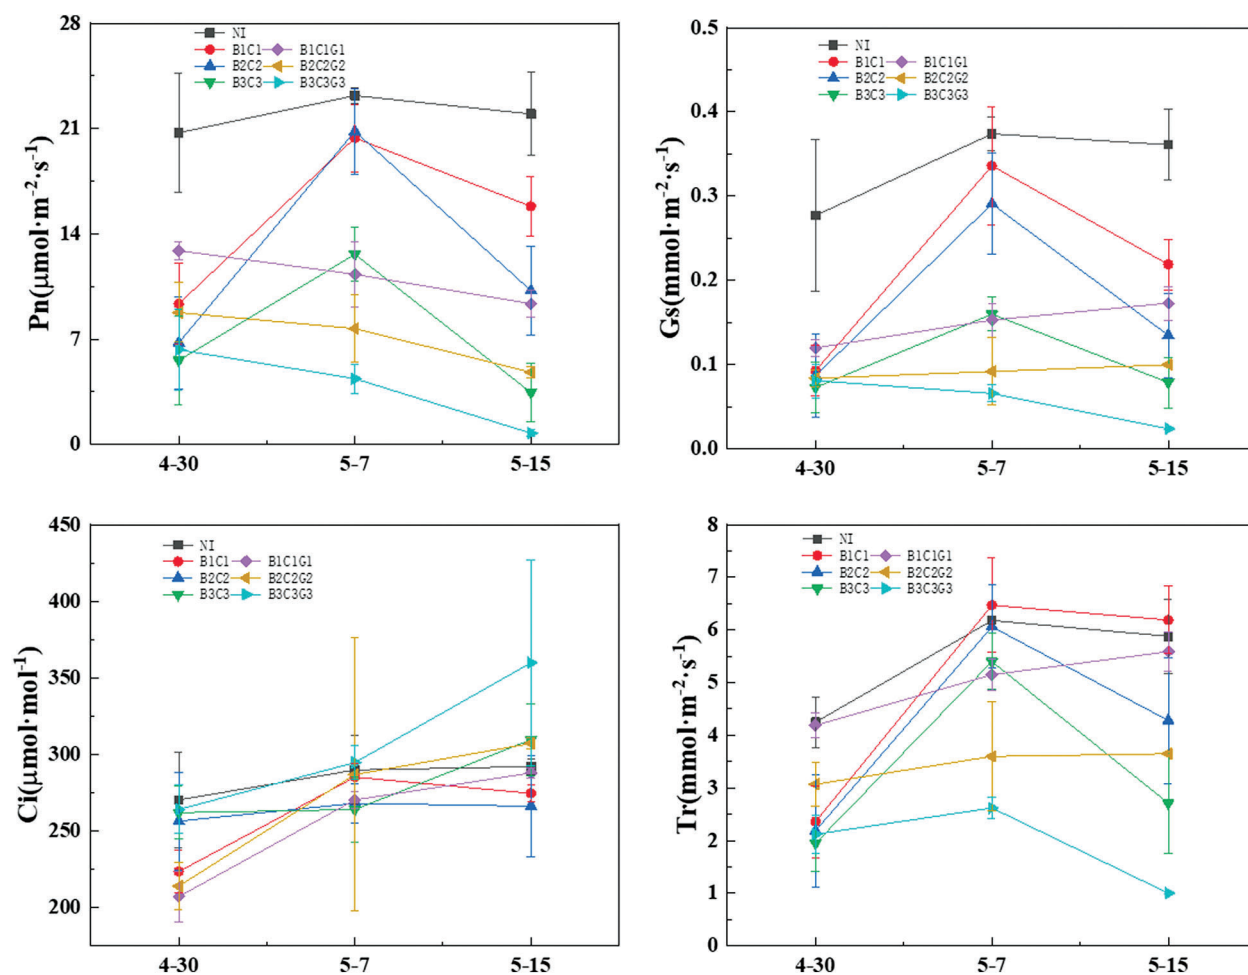 Pn(μmol·m⁻²·s⁻¹)
28
21
14
7
0
NI
B1C1 B1C1G1
B2C2 B2C2G2
B3C3 B3C3G3
4-30 5-7 5-15
Gs(mmol·m⁻²·s⁻¹)
0.5
0.4
0.3
0.2
0.1
0.0
NI
B1C1 B1C1G1
B2C2 B2C2G2
B3C3 B3C3G3
4-30 5-7 5-15
Ci(μmol·mol⁻¹)
450
400
350
300
250
200
NI
B1C1 B1C1G1
B2C2 B2C2G2
B3C3 B3C3G3
4-30 5-7 5-15
Tr(mmol·m⁻²·s⁻¹)
8
7
6
5
4
3
2
1
0
NI
B1C1 B1C1G1
B2C2 B2C2G2
B3C3 B3C3G3
4-30 5-7 5-15